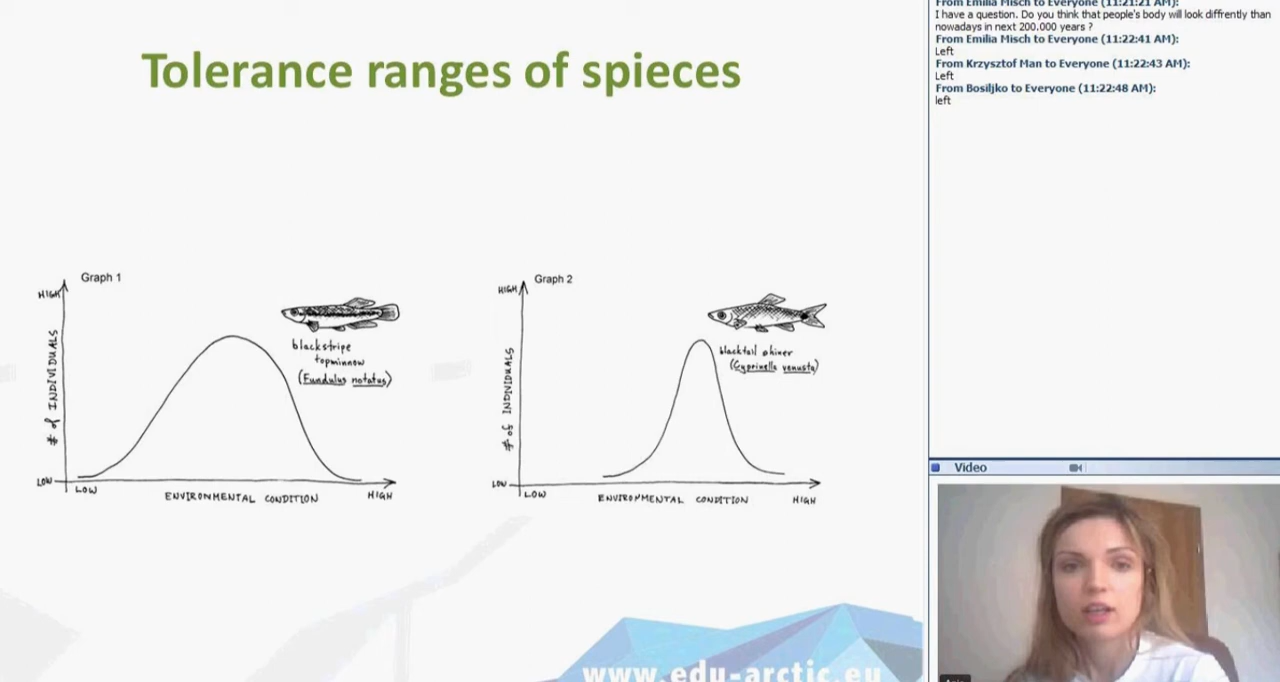 Tolerance ranges of spieces
Graph 1
HIGH
# of INDIVIDUALS
LOW
LOW
ENVIRONMENTAL CONDITION
HIGH
blackstripe
topminnow
(Fundulus notatus)
Graph 2
HIGH
# of INDIVIDUALS
LOW
LOW
ENVIRONMENTAL CONDITION
HIGH
blacktail shiner
(Cyprinella venusta)
www.edu-arctic.eu
From Emilia Misch to Everyone (11:21:21 AM):
I have a question. Do you think that people's body will look diffrently than
nowadays in next 200.000 years ?
From Emilia Misch to Everyone (11:22:41 AM):
Left
From Krzysztof Man to Everyone (11:22:43 AM):
Left
From Bosiljko to Everyone (11:22:48 AM):
left
Video